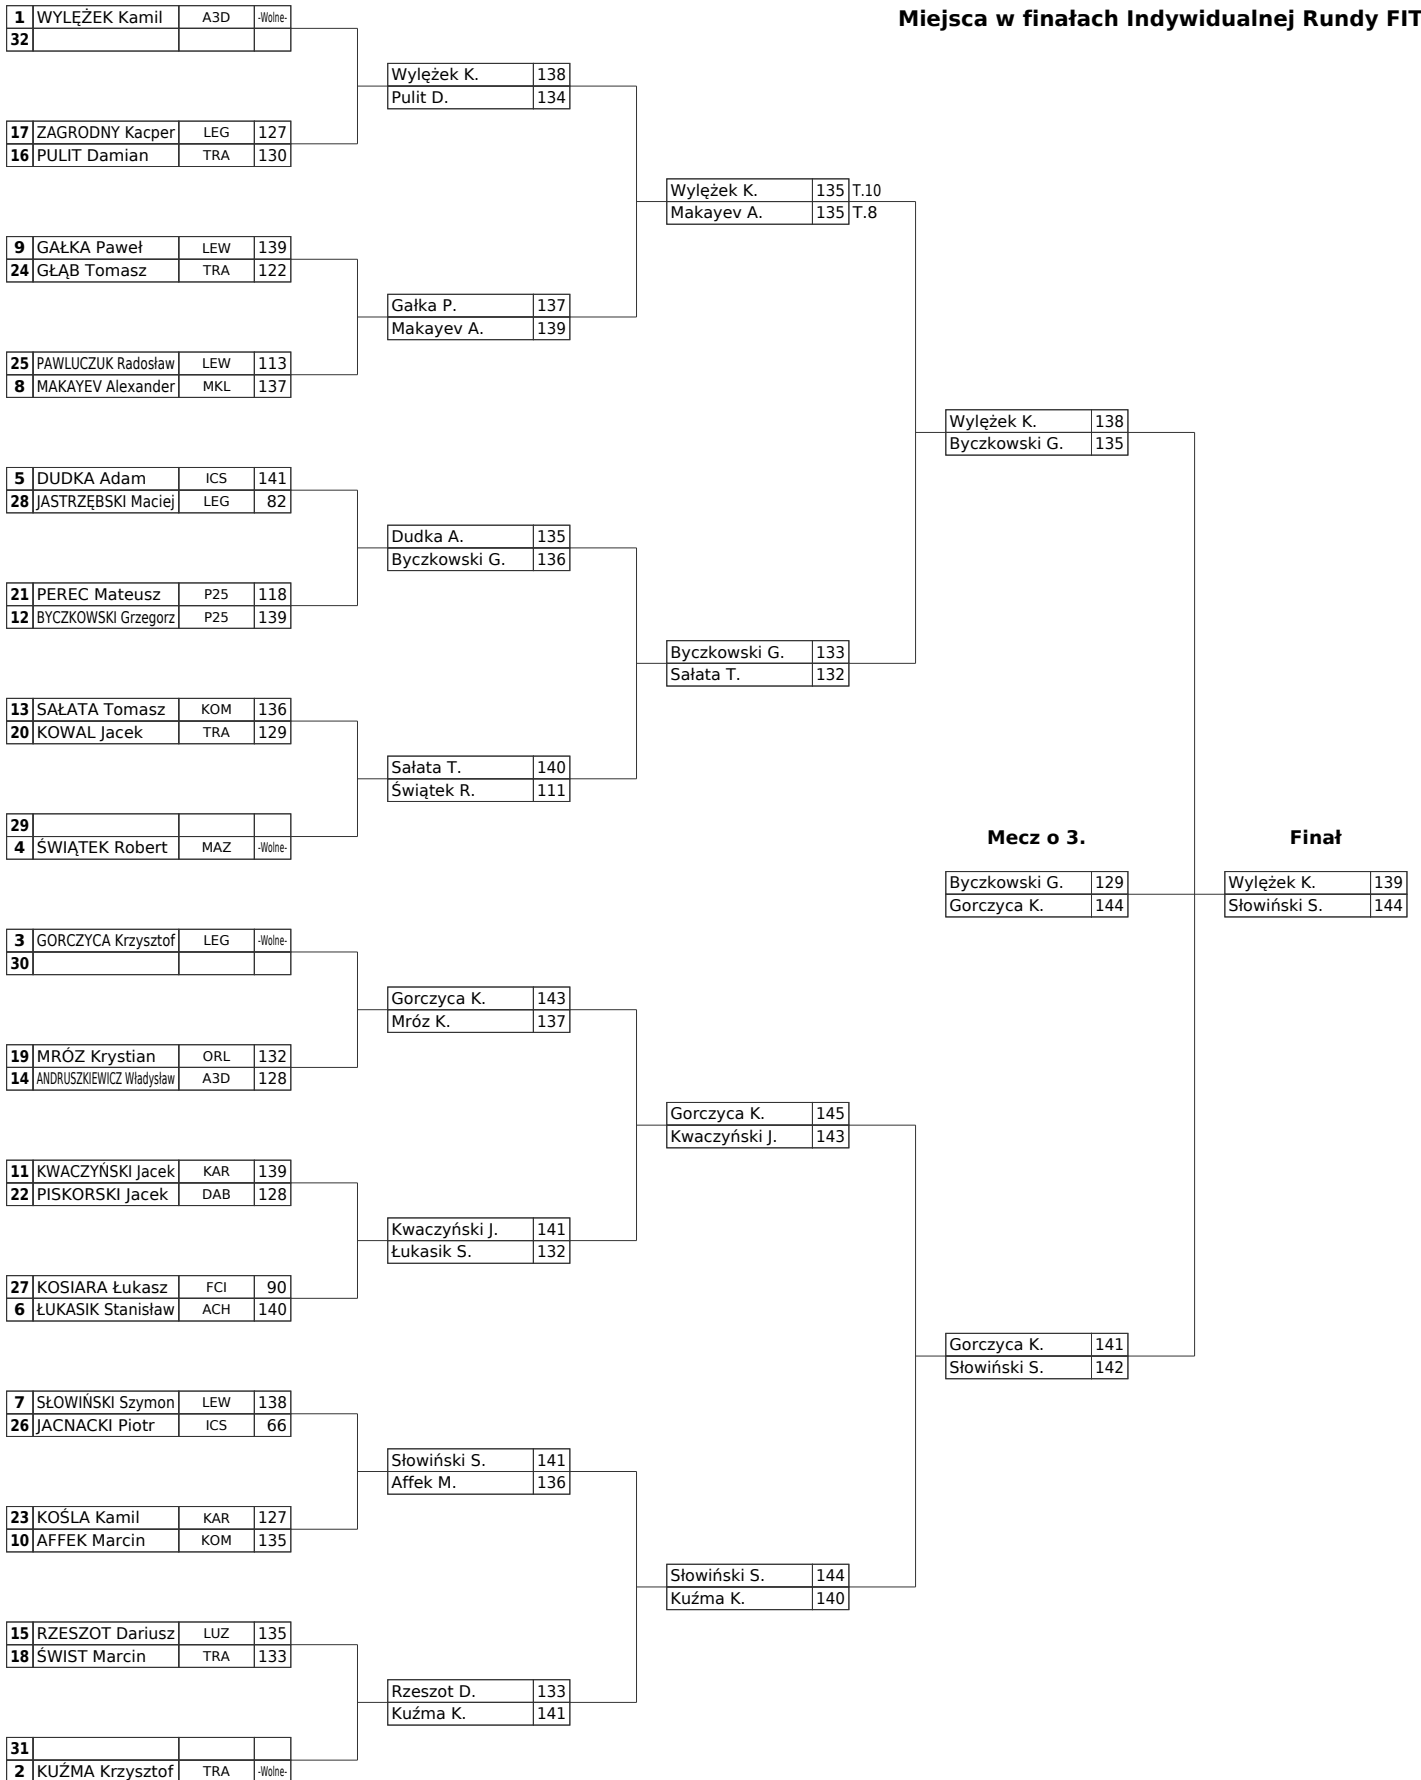 Miejsca w finałach Indywidualnej Rundy FIT
1 WYLĘŻEK Kamil A3D -Wolne-
32
Wylężek K. 138
Pulit D. 134
17 ZAGRODNY Kacper LEG 127
16 PULIT Damian TRA 130
Wylężek K. 135 T.10
Makayev A. 135 T.8
9 GAŁKA Paweł LEW 139
24 GŁĄB Tomasz TRA 122
Gałka P. 137
Makayev A. 139
25 PAWLUCZUK Radosław LEW 113
8 MAKAYEV Alexander MKL 137
Wylężek K. 138
Byczkowski G. 135
5 DUDKA Adam ICS 141
28 JASTRZĘBSKI Maciej LEG 82
Dudka A. 135
Byczkowski G. 136
21 PEREC Mateusz P25 118
12 BYCZKOWSKI Grzegorz P25 139
Byczkowski G. 133
Sałata T. 132
13 SAŁATA Tomasz KOM 136
20 KOWAL Jacek TRA 129
Sałata T. 140
Świątek R. 111
29
4 ŚWIĄTEK Robert MAZ -Wolne-
Mecz o 3. Finał
Byczkowski G. 129 Wylężek K. 139
Gorczyca K. 144 Słowiński S. 144
3 GORCZYCA Krzysztof LEG -Wolne-
30
Gorczyca K. 143
Mróz K. 137
19 MRÓZ Krystian ORL 132
14 ANDRUSZKIEWICZ Władysław A3D 128
Gorczyca K. 145
Kwaczyński J. 143
11 KWACZYŃSKI Jacek KAR 139
22 PISKORSKI Jacek DAB 128
Kwaczyński J. 141
Łukasik S. 132
27 KOSIARA Łukasz FCI 90
6 ŁUKASIK Stanisław ACH 140
Gorczyca K. 141
Słowiński S. 142
7 SŁOWIŃSKI Szymon LEW 138
26 JACNACKI Piotr ICS 66
Słowiński S. 141
Affek M. 136
23 KOŚLA Kamil KAR 127
10 AFFEK Marcin KOM 135
Słowiński S. 144
Kuźma K. 140
15 RZESZOT Dariusz LUZ 135
18 ŚWIST Marcin TRA 133
Rzeszot D. 133
Kuźma K. 141
31
2 KUŹMA Krzysztof TRA -Wolne-